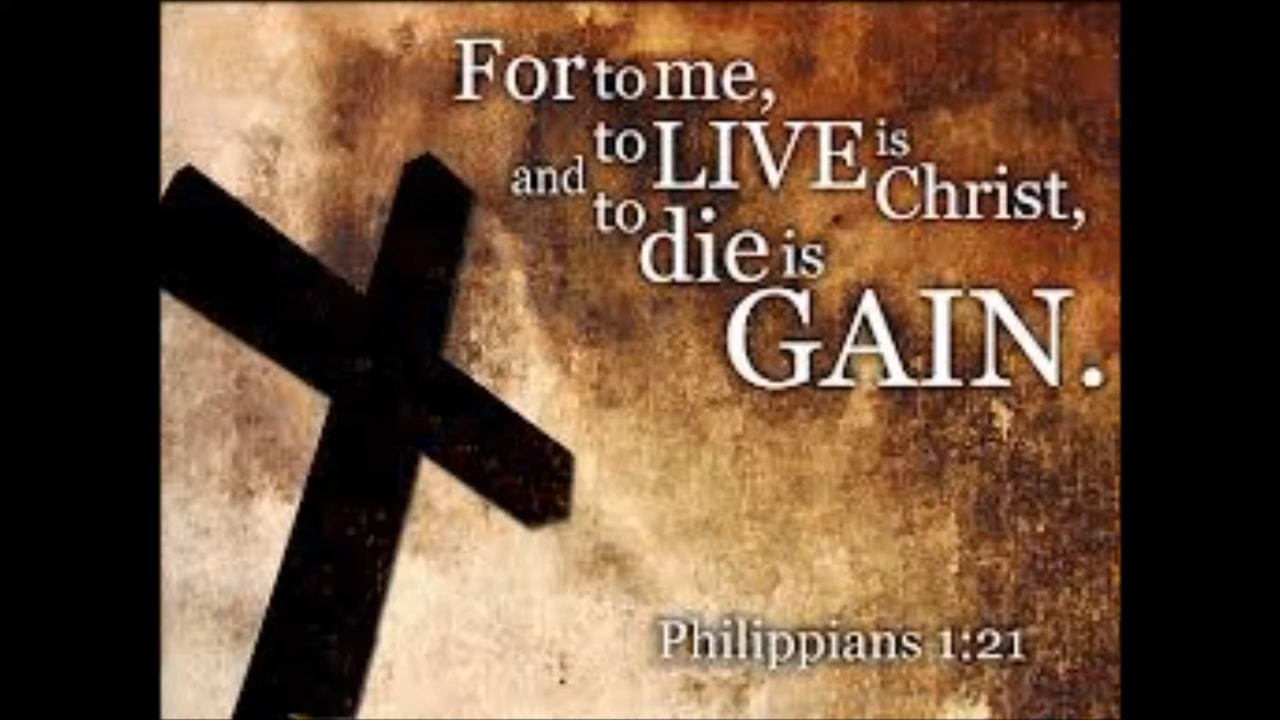 For to me,
to LIVE is
and Christ,
to die is
GAIN.
Philippians 1:21